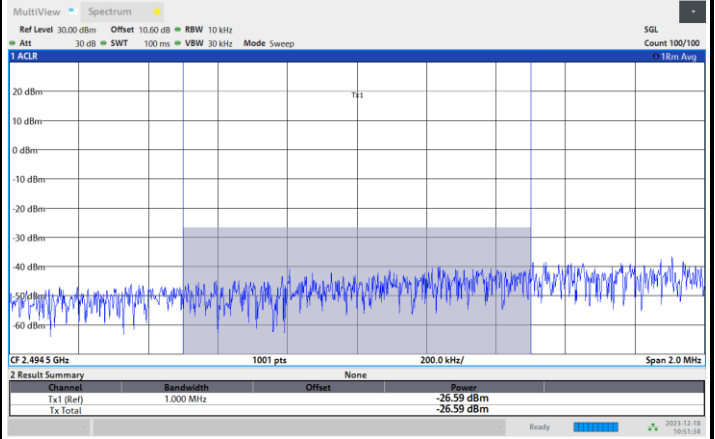 MultiView Spectrum
Ref Level 30.00 dBm Offset 10.60 dB RBW 10 kHz SGL
Att 30 dB SWT 100 ms VBW 30 kHz Mode Sweep Count 100/100
1 ACLR 1Rm Avg
Tx1
20 dBm
10 dBm
0 dBm
-10 dBm
-20 dBm
-30 dBm
-40 dBm
-50 dBm
-60 dBm
CF 2.494 5 GHz 1001 pts 200.0 kHz/ Span 2.0 MHz
2 Result Summary None
Channel Bandwidth Offset Power
Tx1 (Ref) 1.000 MHz -26.59 dBm
Tx Total -26.59 dBm
Ready 2023-12-18
10:51:34